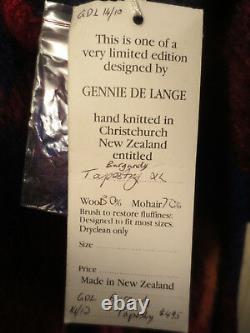 GDL 14/10
This is one of a
very limited edition
designed by
GENNIE DE LANGE
hand knitted in
Christchurch
New Zealand
entitled
Burgundy
Tapestry XL
Wool 30% Mohair 70%
Brush to restore fluffiness:
Designed to fit most sizes.
Dryclean only
Size
Price
Made in New Zealand
GDL
14/10 Tapestry $495